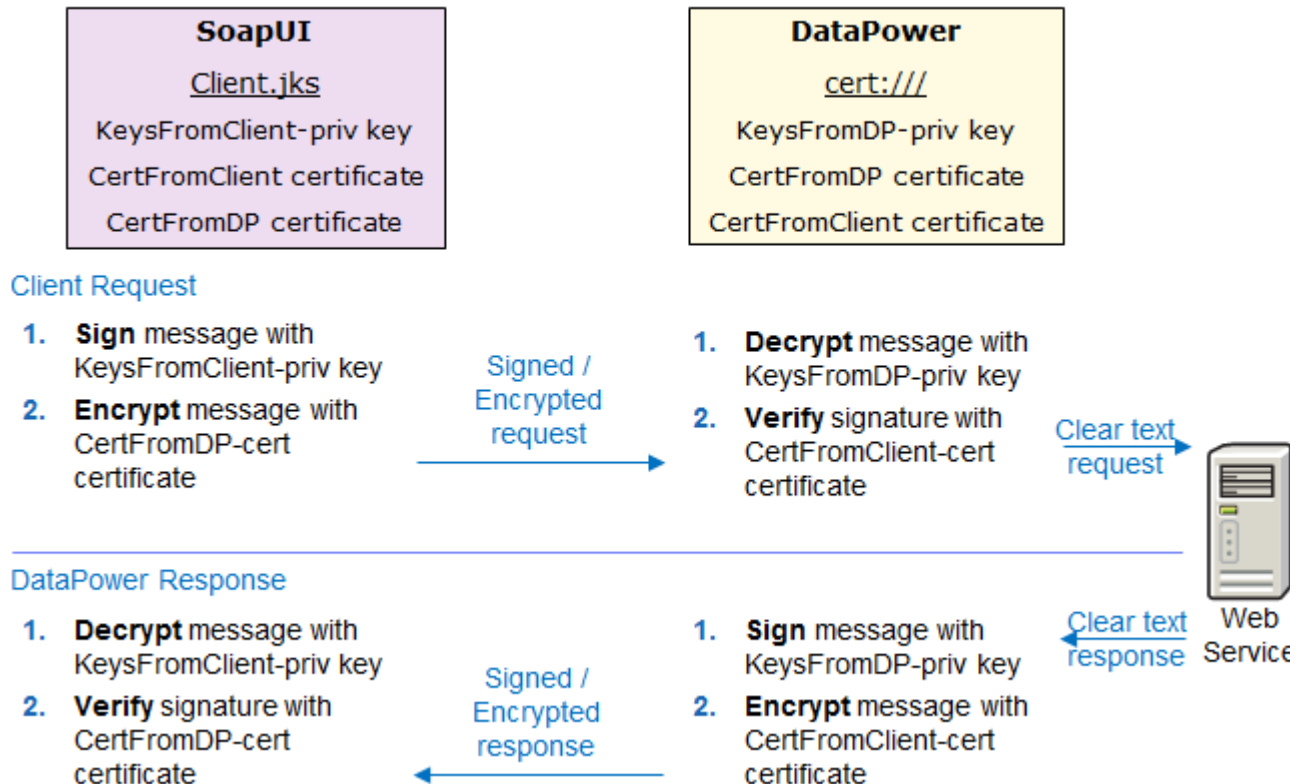 SoapUI
Client.jks
KeysFromClient-priv key
CertFromClient certificate
CertFromDP certificate
DataPower
cert:///
KeysFromDP-priv key
CertFromDP certificate
CertFromClient certificate
Client Request
1. Sign message with
KeysFromClient-priv key
2. Encrypt message with
CertFromDP-cert
certificate
Signed /
Encrypted
request
1. Decrypt message with
KeysFromDP-priv key
2. Verify signature with
CertFromClient-cert
certificate
Clear text
request
DataPower Response
1. Decrypt message with
KeysFromClient-priv key
2. Verify signature with
CertFromDP-cert
certificate
Signed /
Encrypted
response
1. Sign message with
KeysFromDP-priv key
2. Encrypt message with
CertFromClient-cert
certificate
Clear text
response
Web
Service